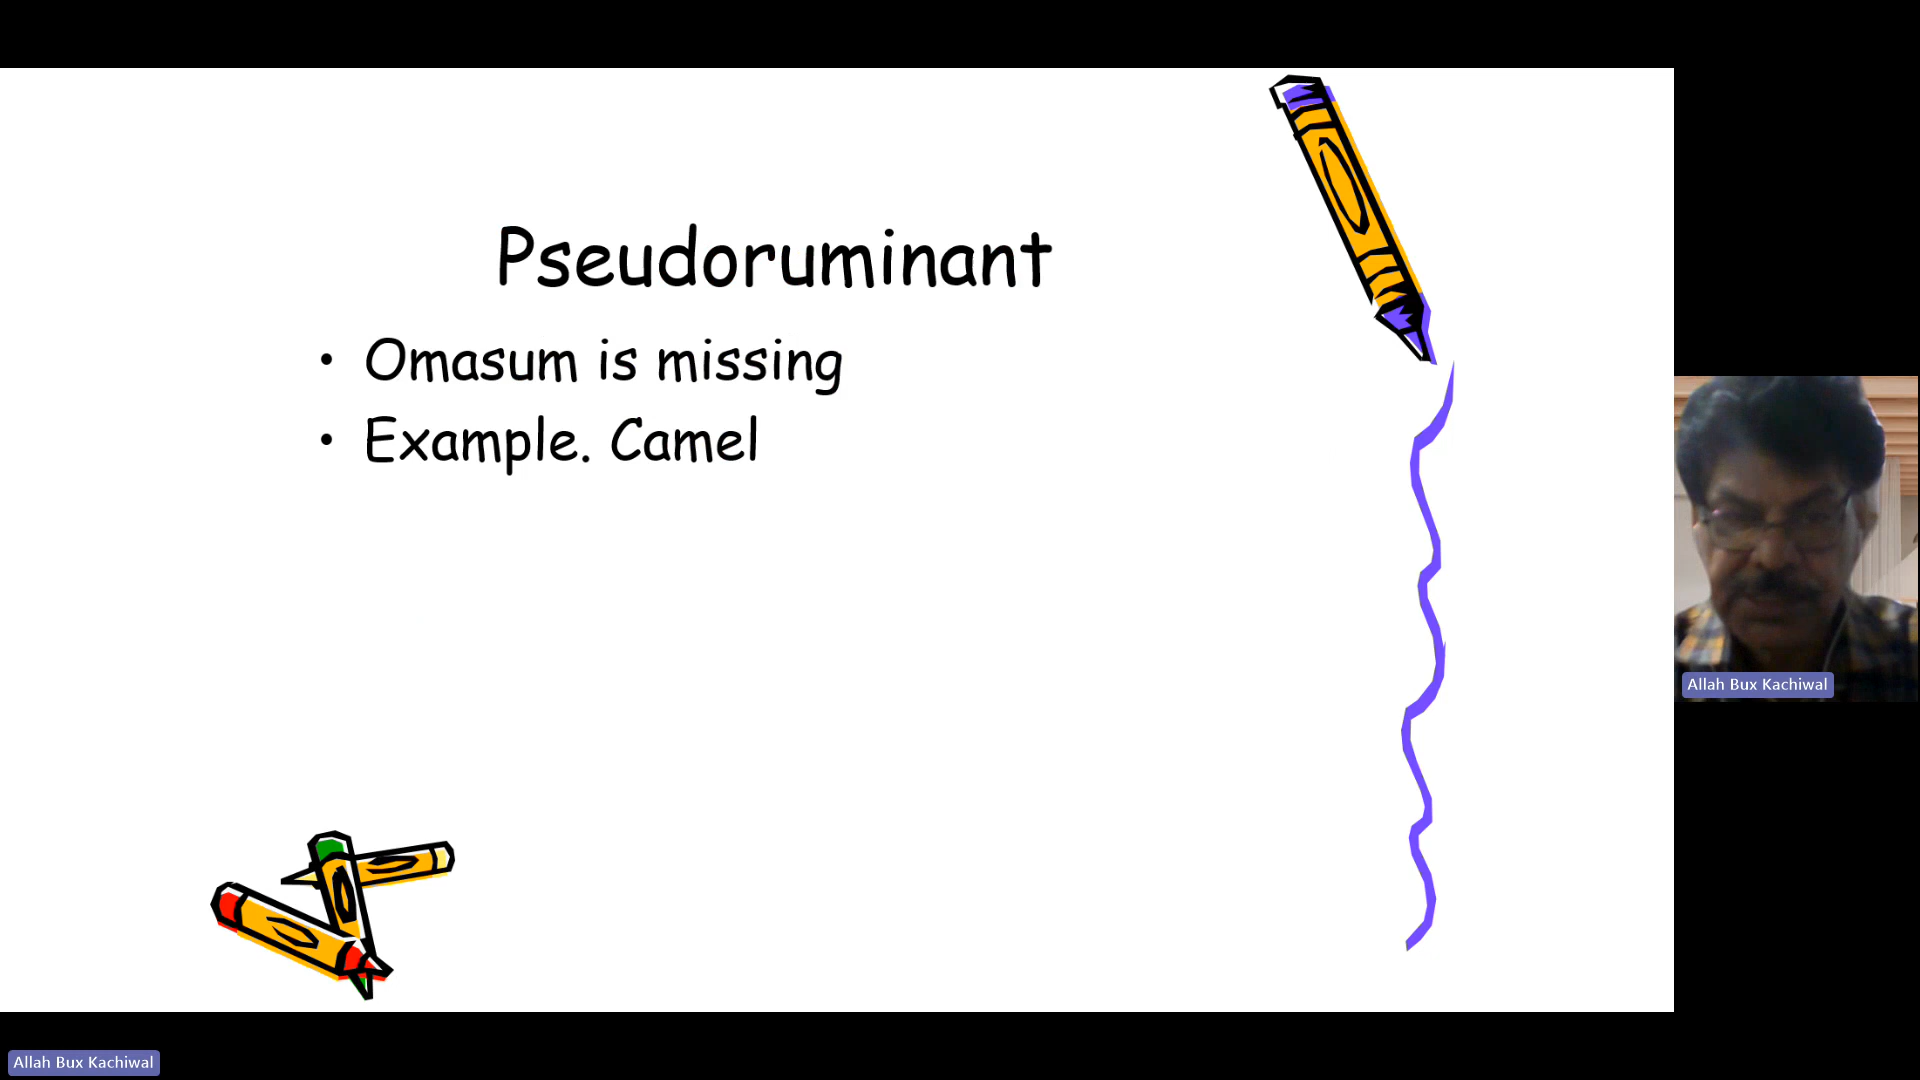 Pseudoruminant
• Omasum is missing
• Example. Camel
Allah Bux Kachiwal
Allah Bux Kachiwal